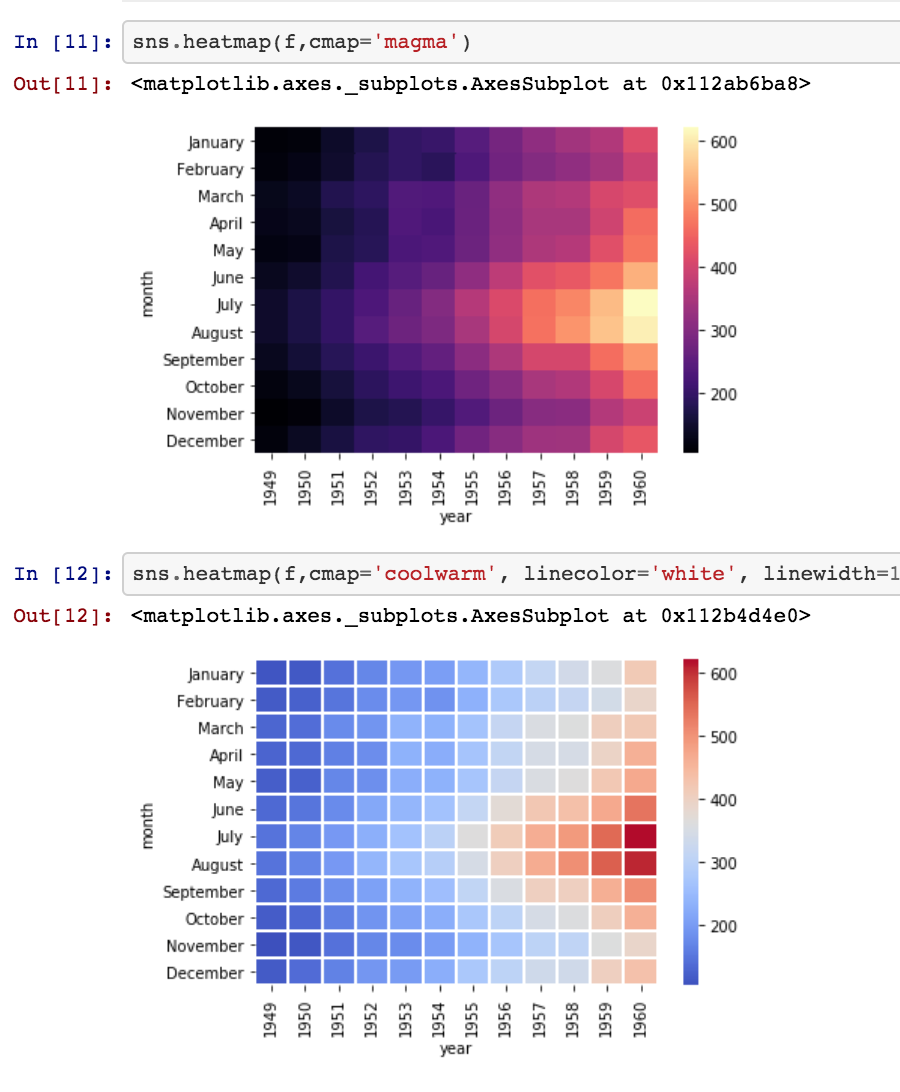 In [11]: sns.heatmap(f,cmap='magma')
Out[11]: <matplotlib.axes._subplots.AxesSubplot at 0x112ab6ba8>
January
February
March
April
May
June
July
August
September
October
November
December
month
1949 1950 1951 1952 1953 1954 1955 1956 1957 1958 1959 1960
year
600
500
400
300
200
In [12]: sns.heatmap(f,cmap='coolwarm', linecolor='white', linewidth=1
Out[12]: <matplotlib.axes._subplots.AxesSubplot at 0x112b4d4e0>
January
February
March
April
May
June
July
August
September
October
November
December
month
1949 1950 1951 1952 1953 1954 1955 1956 1957 1958 1959 1960
year
600
500
400
300
200